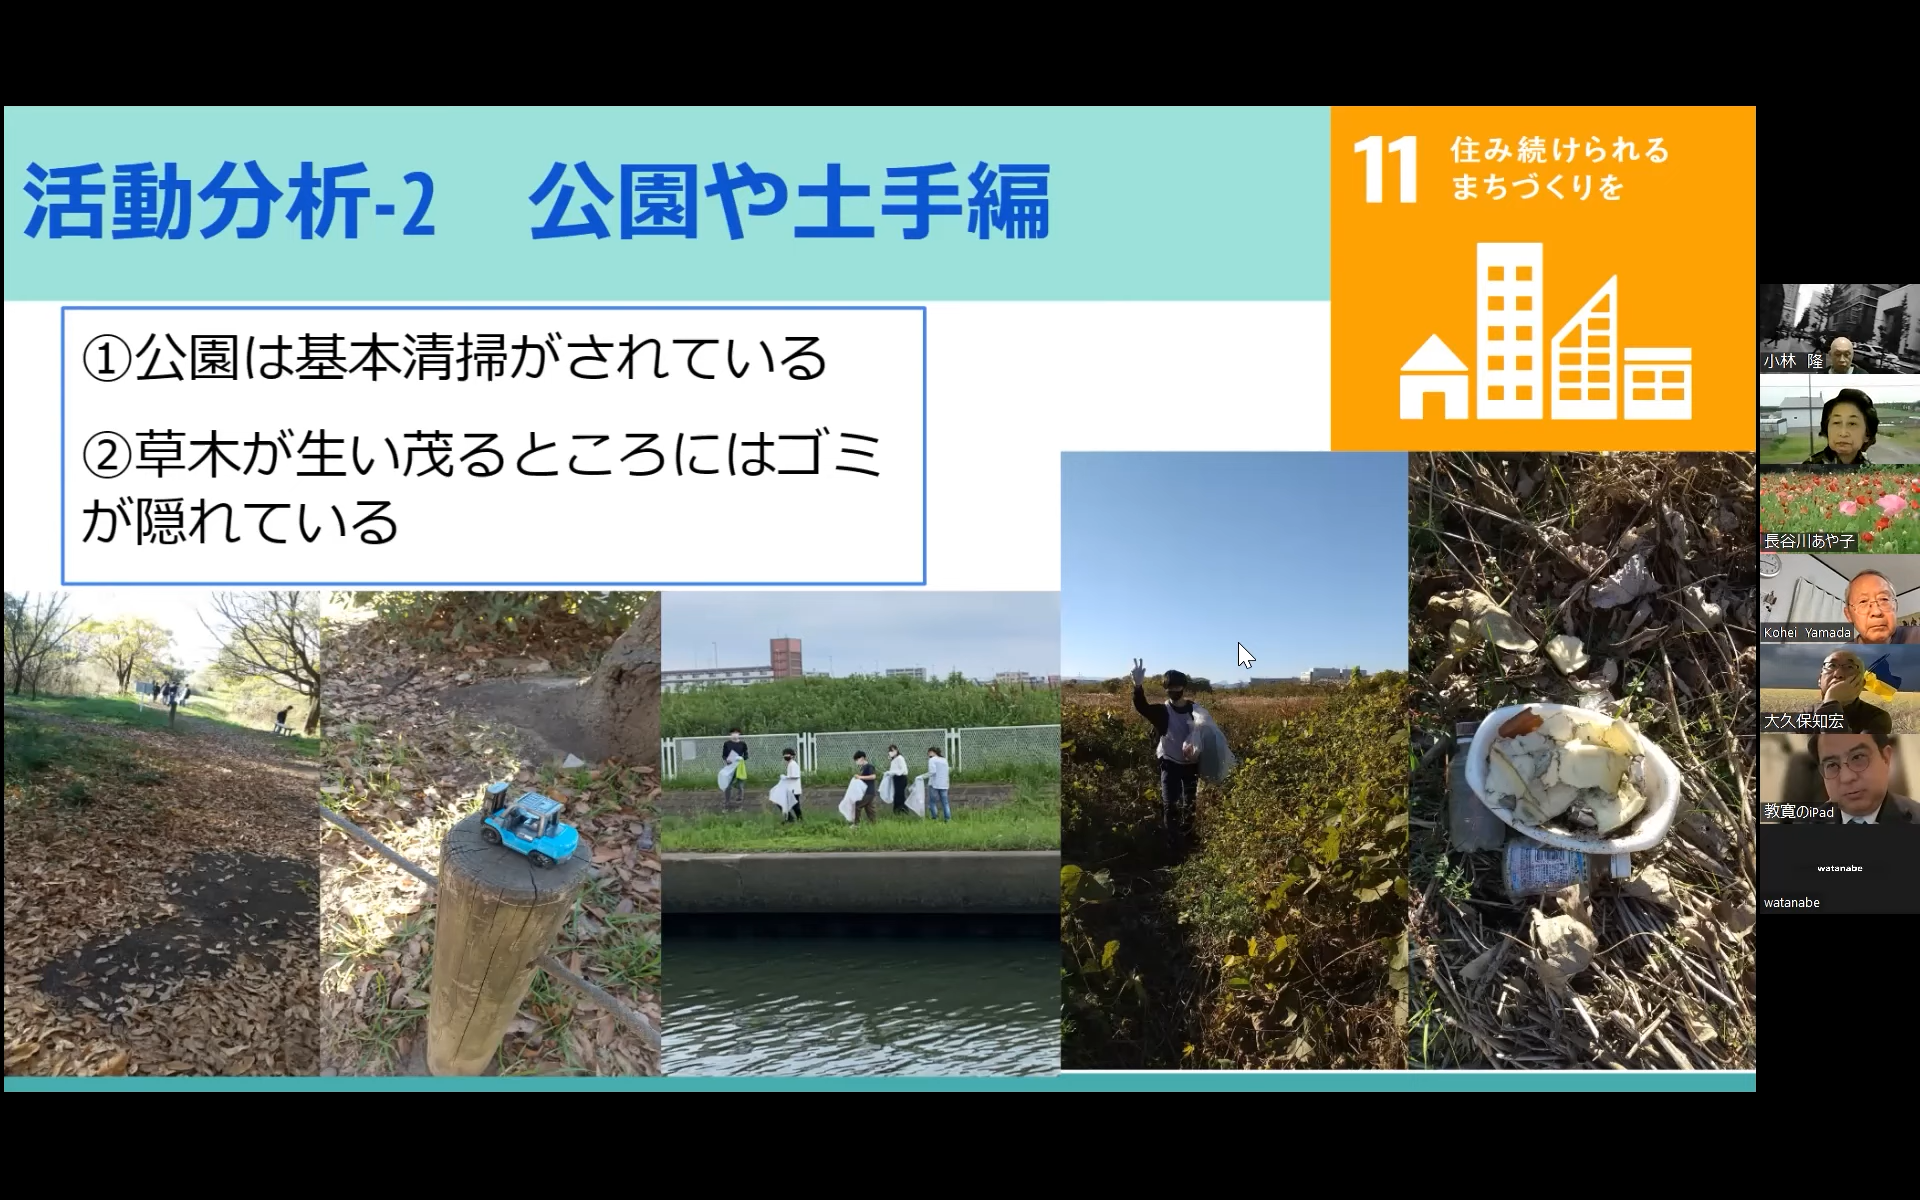 活動分析-2　公園や土手編
11 住み続けられる
まちづくりを
①公園は基本清掃がされている
②草木が生い茂るところにはゴミ
が隠れている
小林　隆
長谷川あや子
Kohei Yamada
大久保知宏
教寛のiPad
watanabe
watanabe